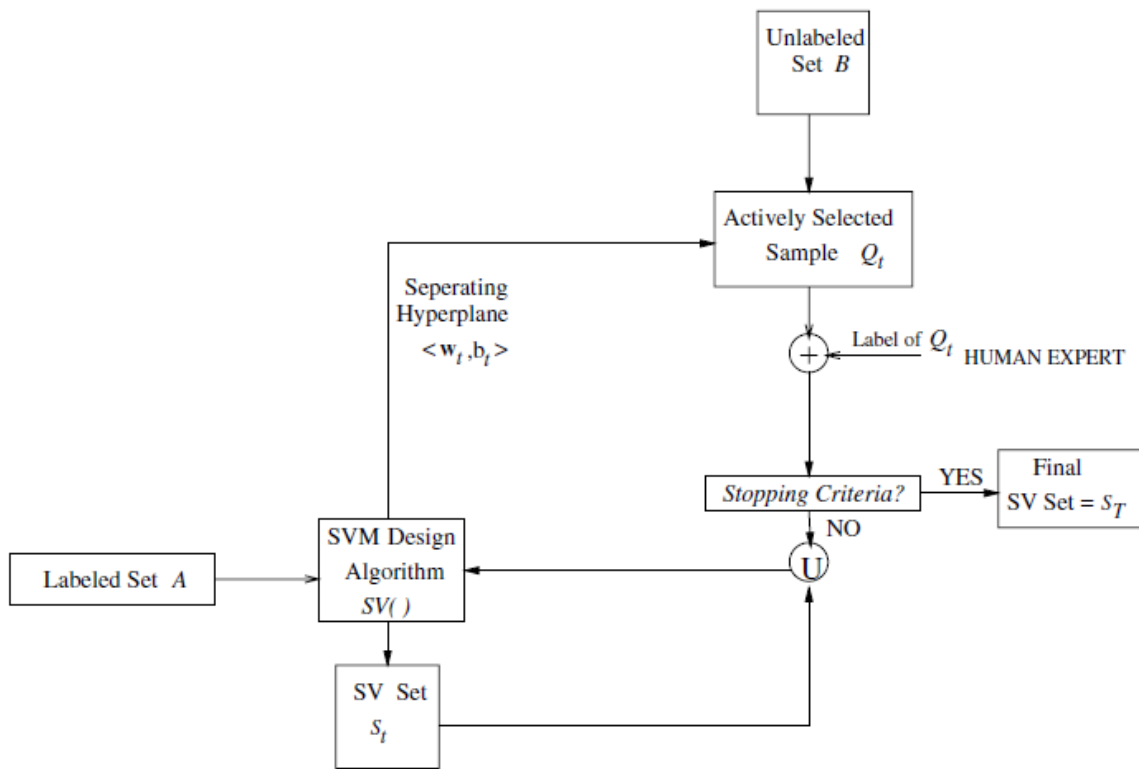 Unlabeled
Set B
Actively Selected
Sample Q_t
Seperating
Hyperplane
< w_t ,b_t >
+
Label of Q_t
HUMAN EXPERT
Stopping Criteria?
YES
Final
SV Set = S_T
NO
U
SVM Design
Algorithm
SV( )
Labeled Set A
SV Set
S_t